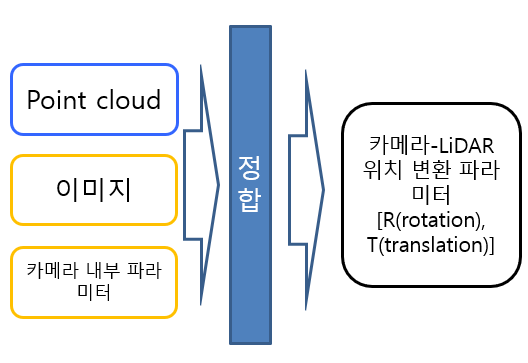 Point cloud
이미지
카메라 내부 파라
미터
정
합
카메라-LiDAR
위치 변환 파라
미터
[R(rotation),
T(translation)]